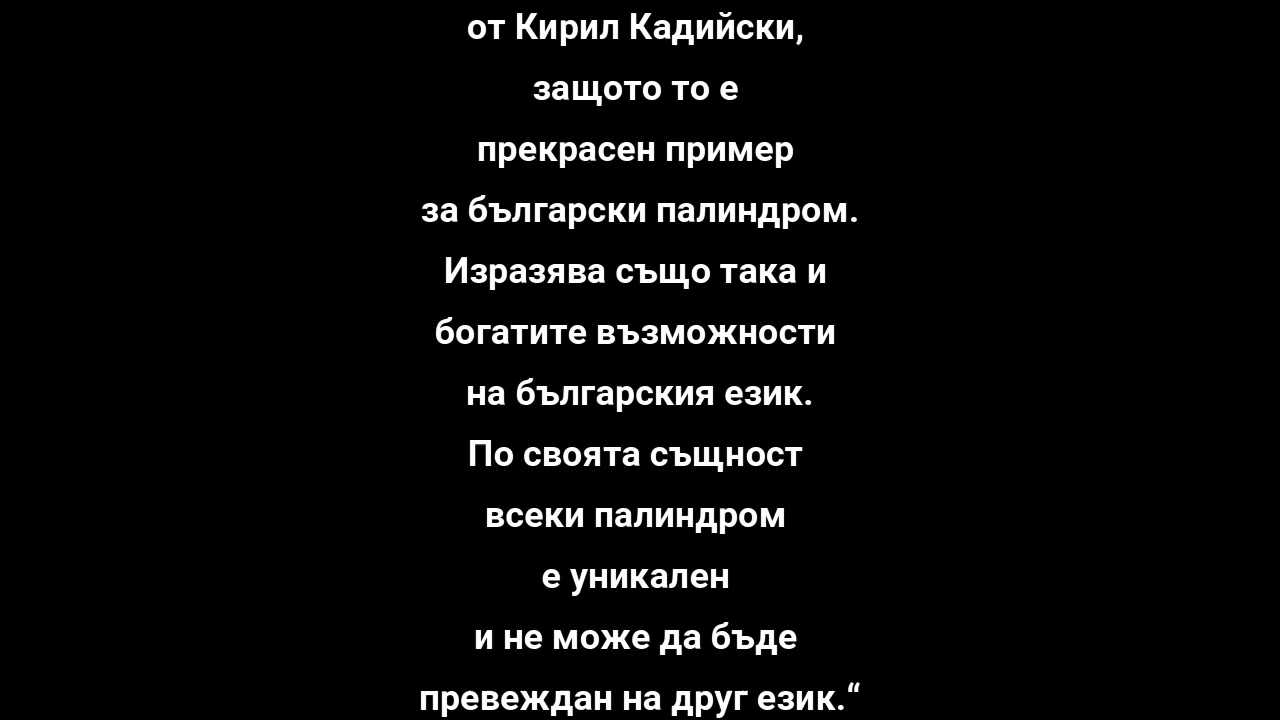 от Кирил Кадийски,
защото то е
прекрасен пример
за български палиндром.
Изразява също така и
богатите възможности
на българския език.
По своята същност
всеки палиндром
е уникален
и не може да бъде
превеждан на друг език.“